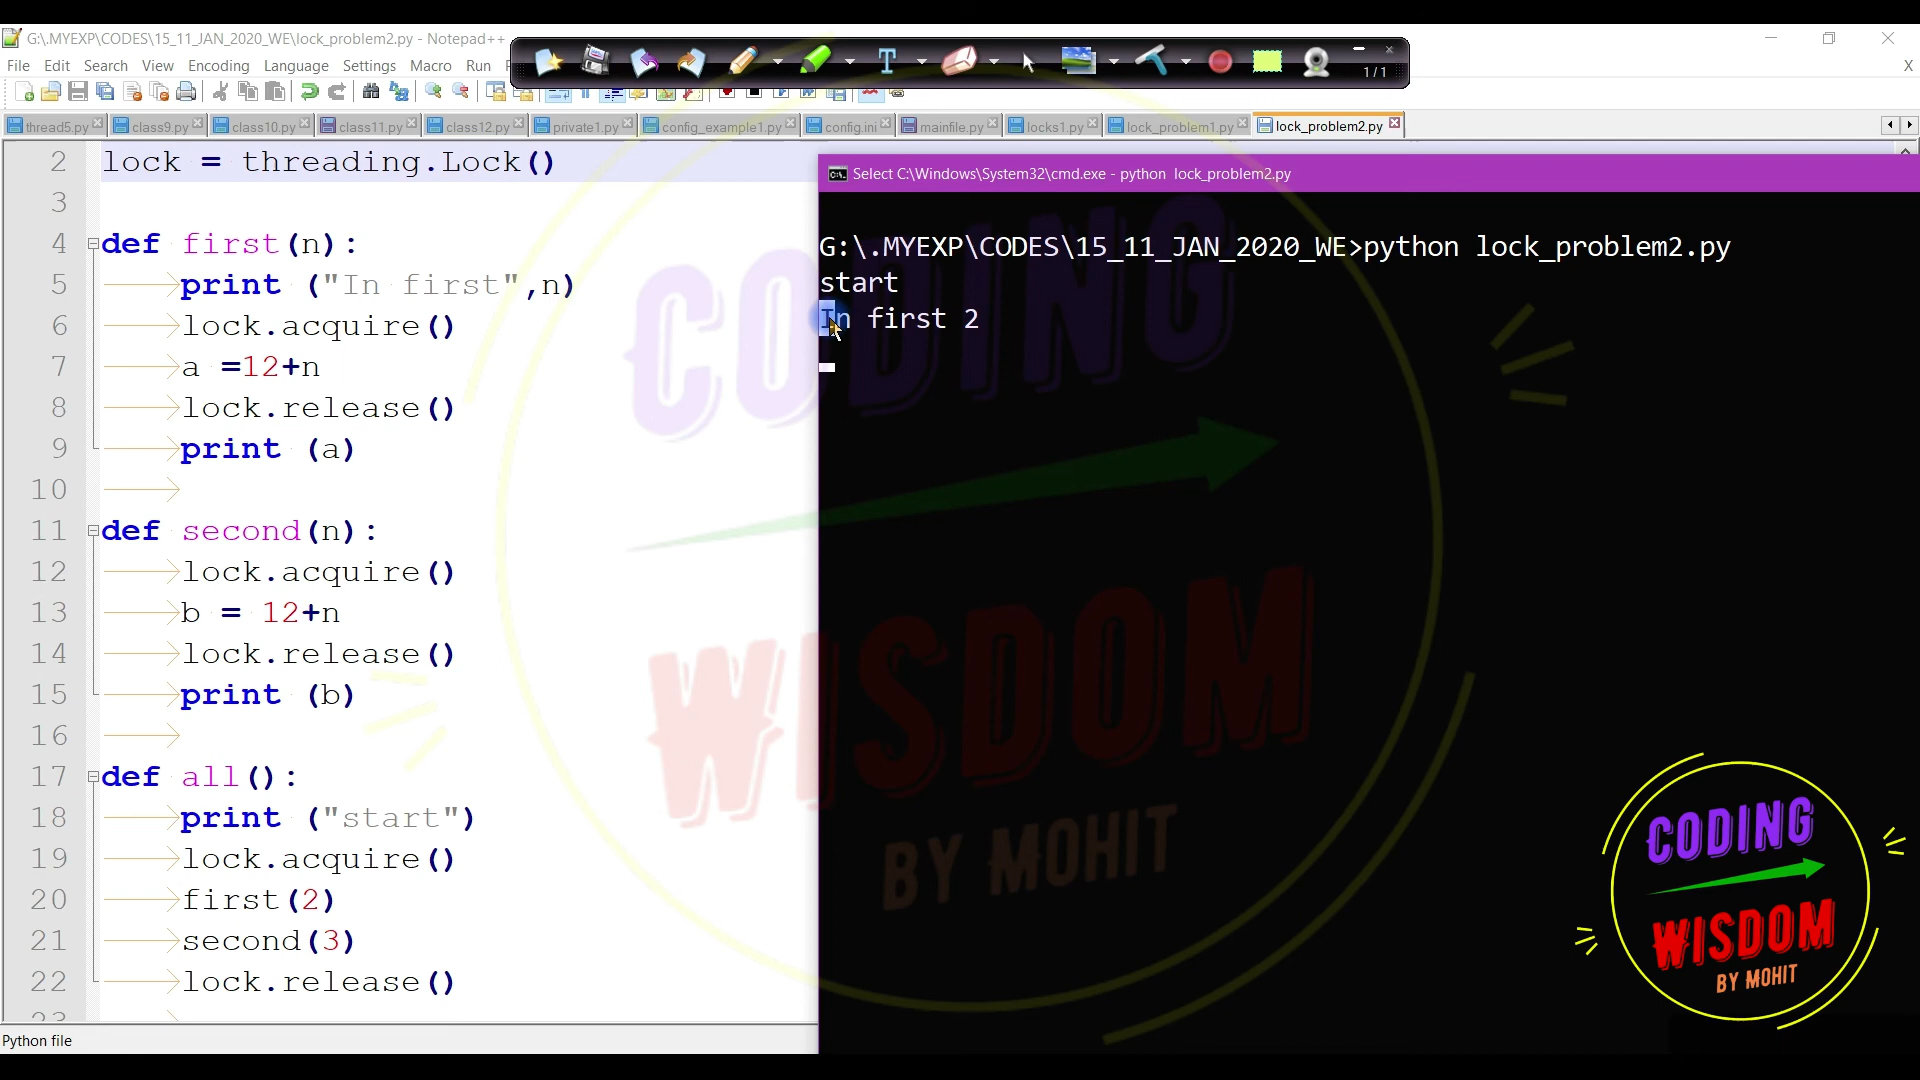 G:\.MYEXP\CODES\15_11_JAN_2020_WE\lock_problem2.py - Notepad++
File Edit Search View Encoding Language Settings Macro Run
1/1
X
thread5.py class9.py class10.py class11.py class12.py private1.py config_example1.py config.ini mainfile.py locks1.py lock_problem1.py lock_problem2.py
2 lock = threading.Lock()
3
4 def first(n):
5 print ("In first",n)
6 lock.acquire()
7 a =12+n
8 lock.release()
9 print (a)
10
11 def second(n):
12 lock.acquire()
13 b = 12+n
14 lock.release()
15 print (b)
16
17 def all():
18 print ("start")
19 lock.acquire()
20 first(2)
21 second(3)
22 lock.release()
23
Python file
Select C:\Windows\System32\cmd.exe - python lock_problem2.py
G:\.MYEXP\CODES\15_11_JAN_2020_WE>python lock_problem2.py
start
In first 2
CODING
WISDOM
BY MOHIT
CODING
WISDOM
BY MOHIT